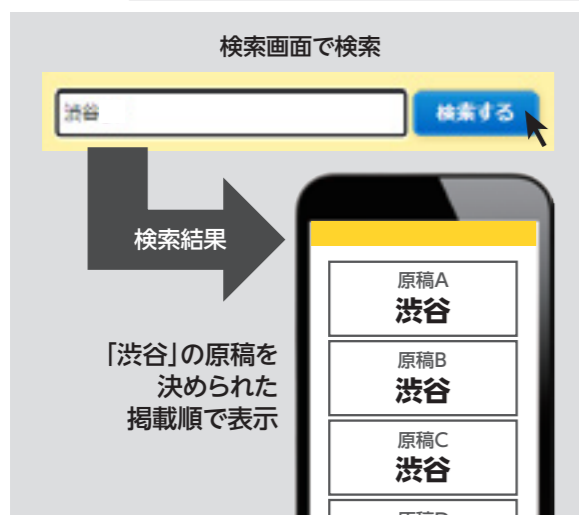 検索画面で検索
渋谷
検索する
検索結果
「渋谷」の原稿を
決められた
掲載順で表示
原稿A
渋谷
原稿B
渋谷
原稿C
渋谷